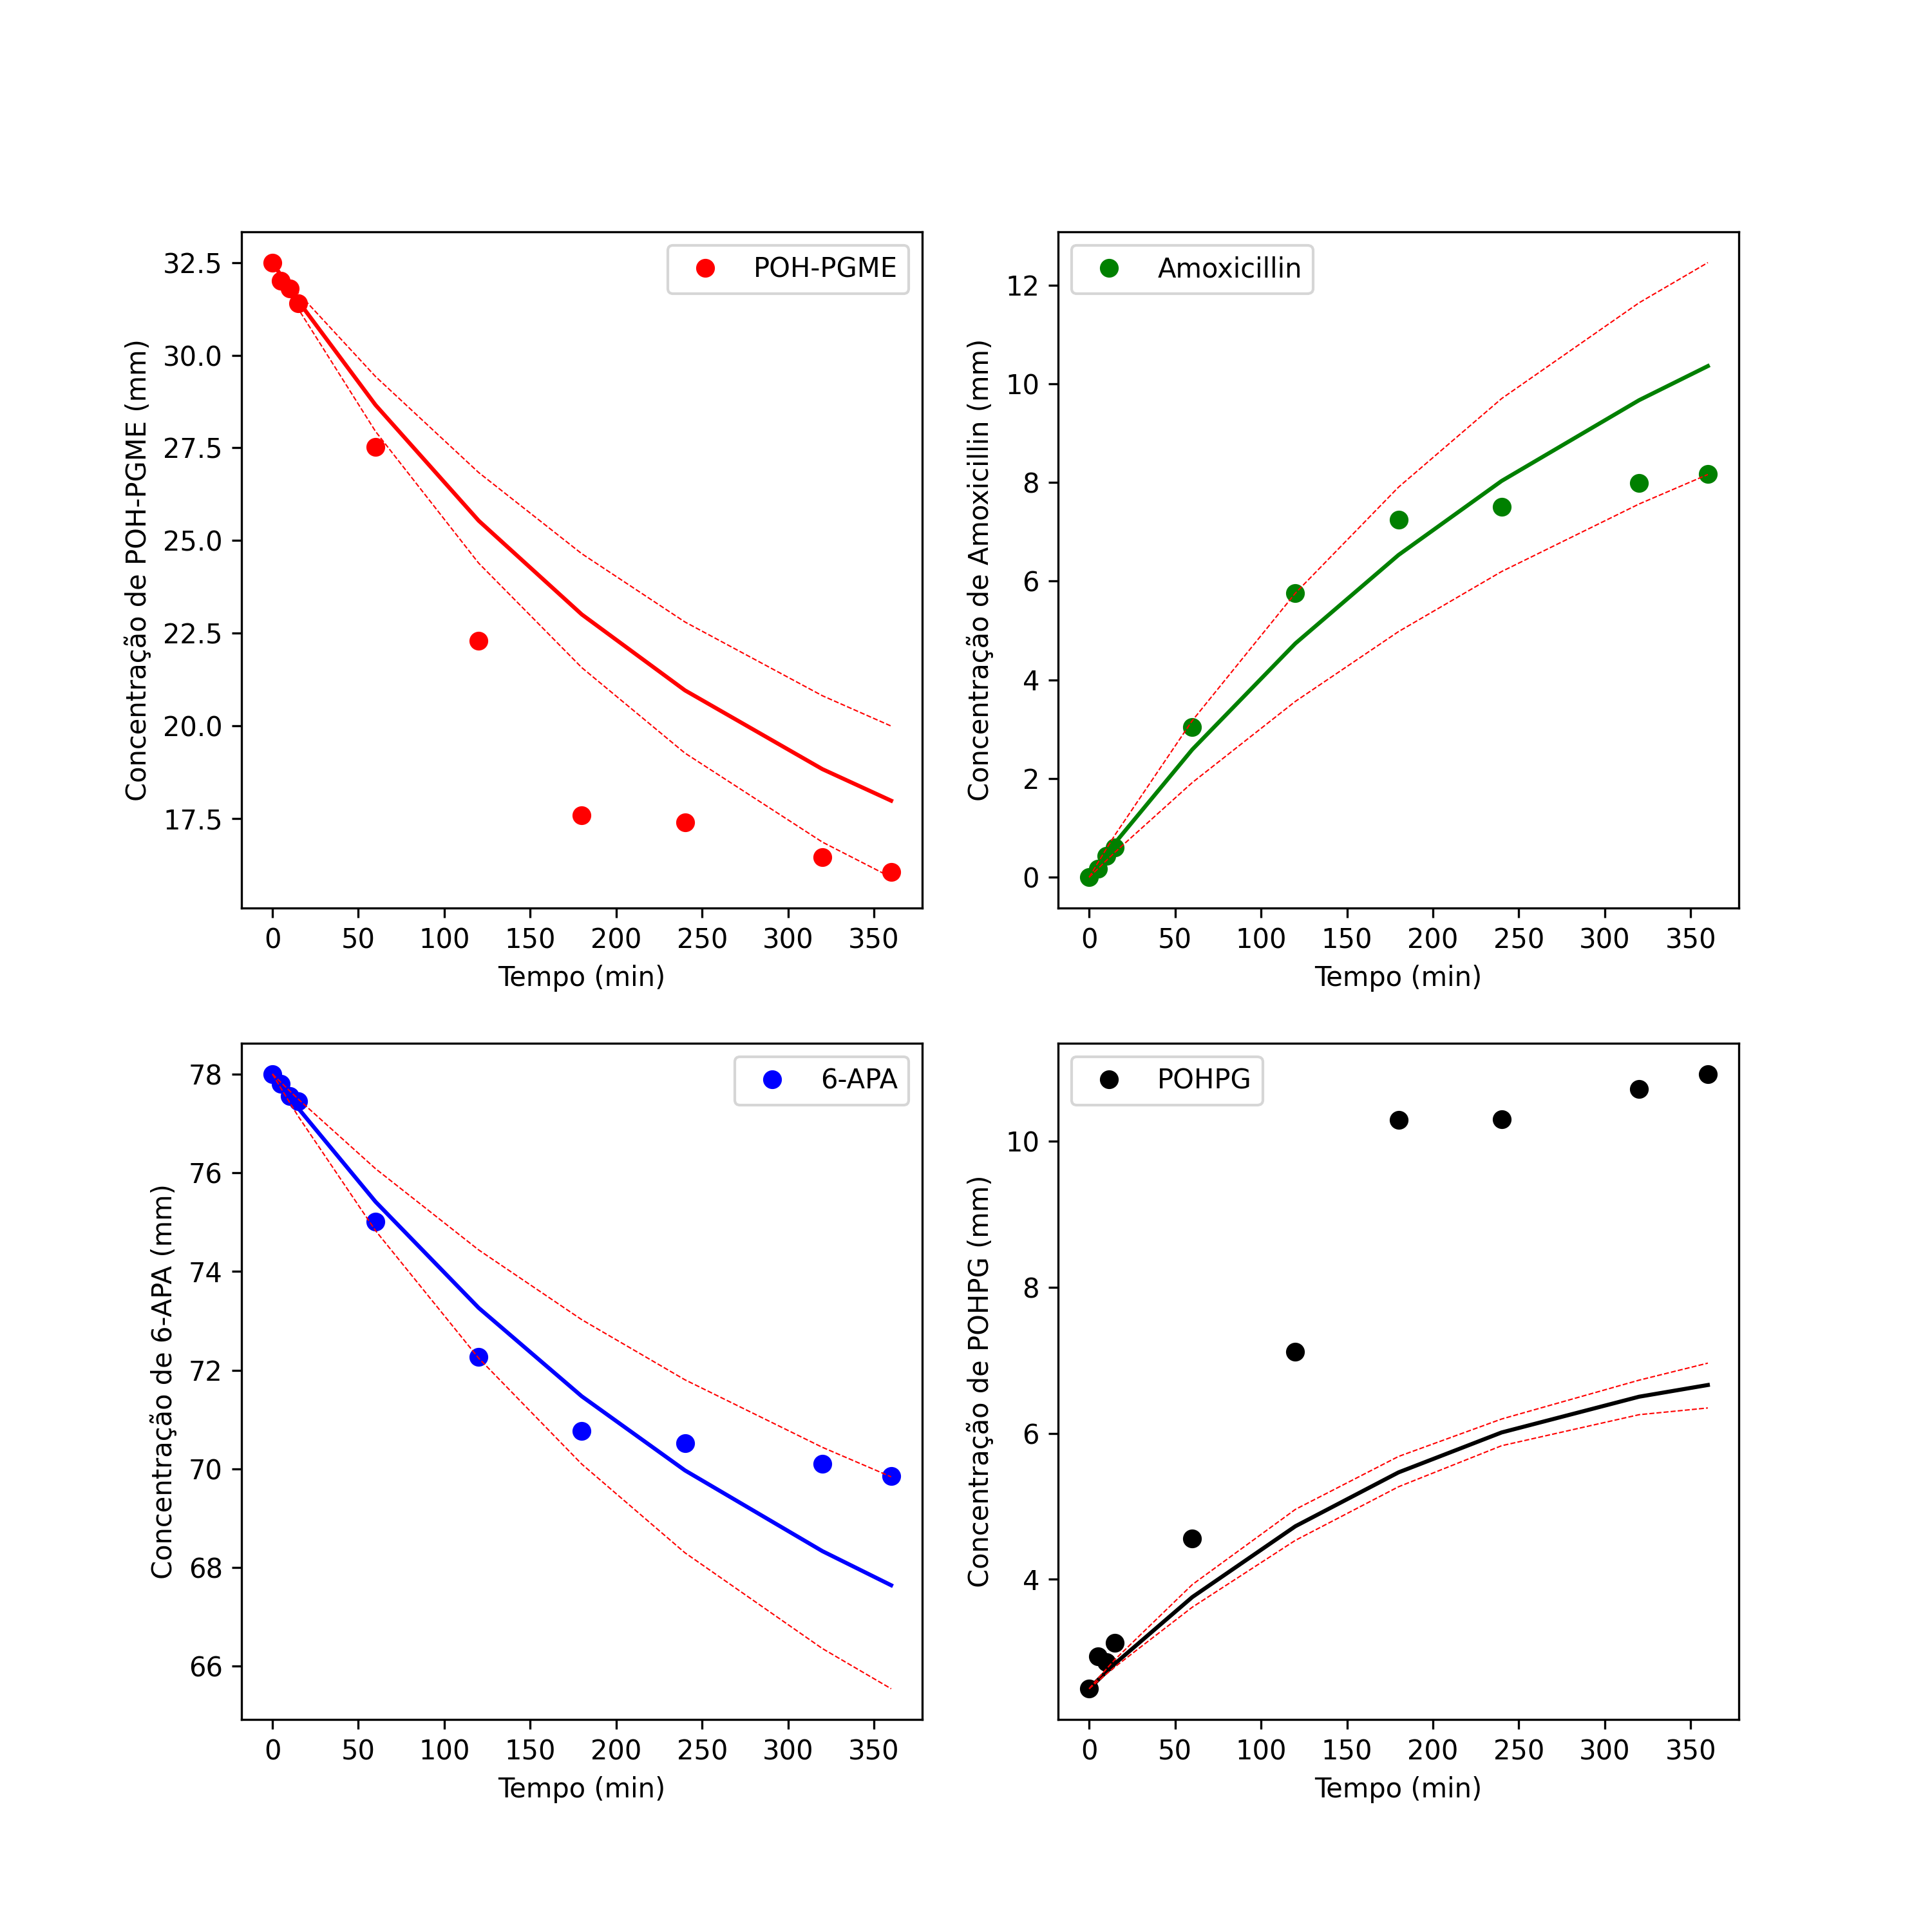 POH-PGME
32.5
30.0
27.5
25.0
22.5
20.0
17.5
Concentração de POH-PGME (mm)
0 50 100 150 200 250 300 350
Tempo (min)
Amoxicillin
12
10
8
6
4
2
0
Concentração de Amoxicillin (mm)
0 50 100 150 200 250 300 350
Tempo (min)
6-APA
78
76
74
72
70
68
66
Concentração de 6-APA (mm)
0 50 100 150 200 250 300 350
Tempo (min)
POHPG
10
8
6
4
Concentração de POHPG (mm)
0 50 100 150 200 250 300 350
Tempo (min)